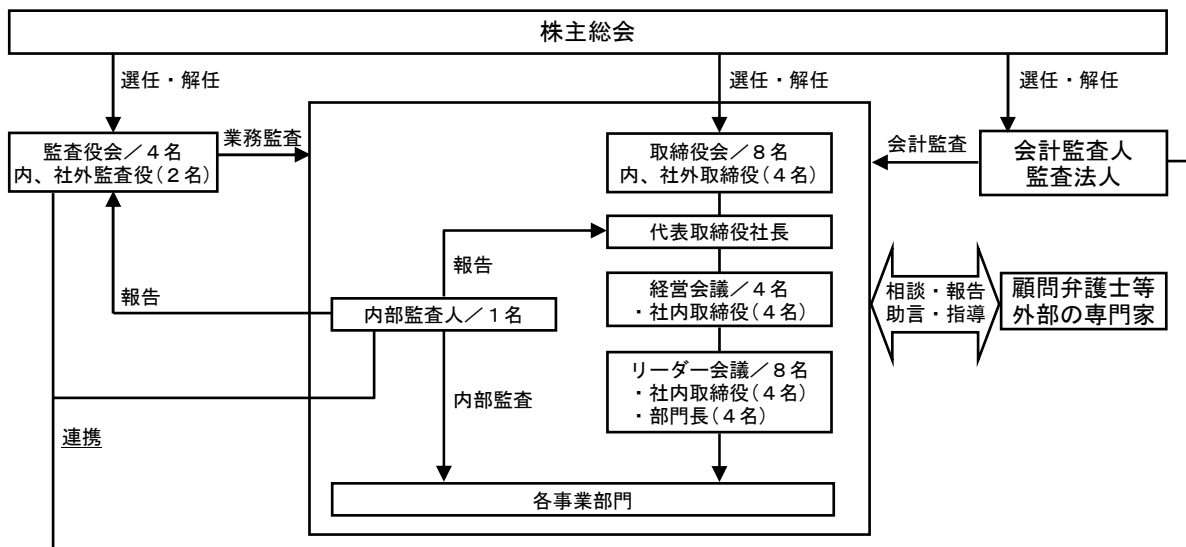 株主総会
選任・解任
選任・解任
選任・解任
監査役会／４名
内、社外監査役（２名）
業務監査
取締役会／８名
内、社外取締役（４名）
会計監査
会計監査人
監査法人
代表取締役社長
報告
報告
内部監査人／１名
経営会議／４名
・社内取締役（４名）
相談・報告
助言・指導
顧問弁護士等
外部の専門家
リーダー会議／８名
・社内取締役（４名）
・部門長（４名）
内部監査
連携
各事業部門